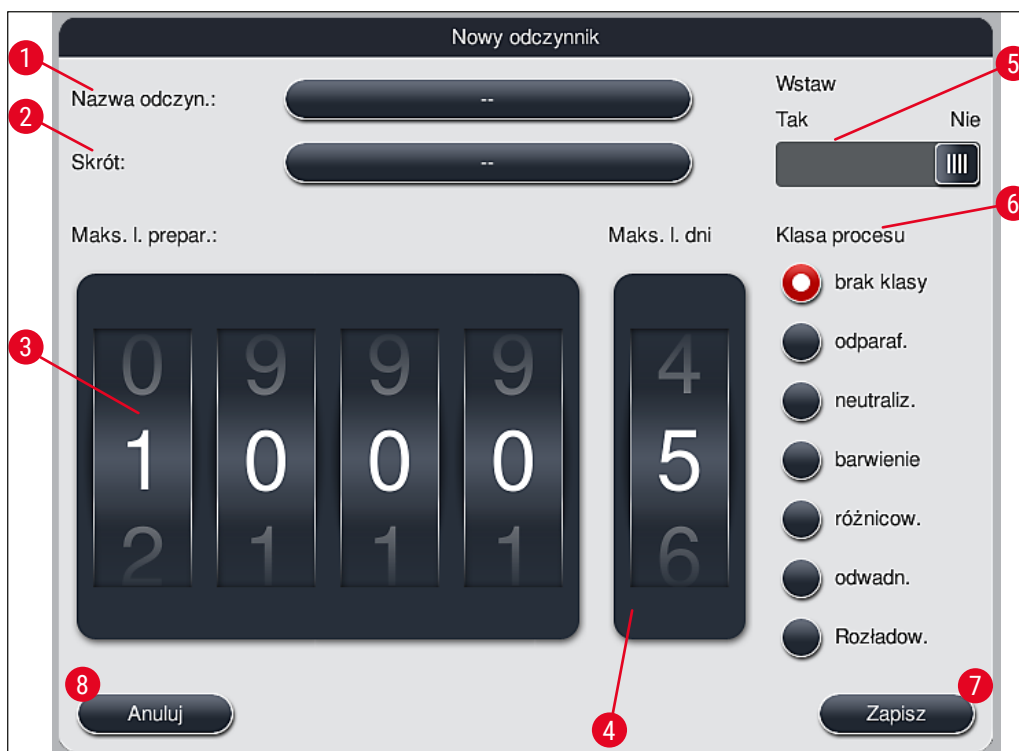 Nowy odczynnik
1
Nazwa odczyn.:
--
2
Skrót:
--
Wstaw
5
Tak
Nie
6
Maks. l. prepar.:
Maks. l. dni
Klasa procesu
brak klasy
odparaf.
neutraliz.
barwienie
różnicow.
odwadn.
Rozładow.
3
0 9 9 9
1 0 0 0
2 1 1 1
4
5
6
4
8
Anuluj
7
Zapisz